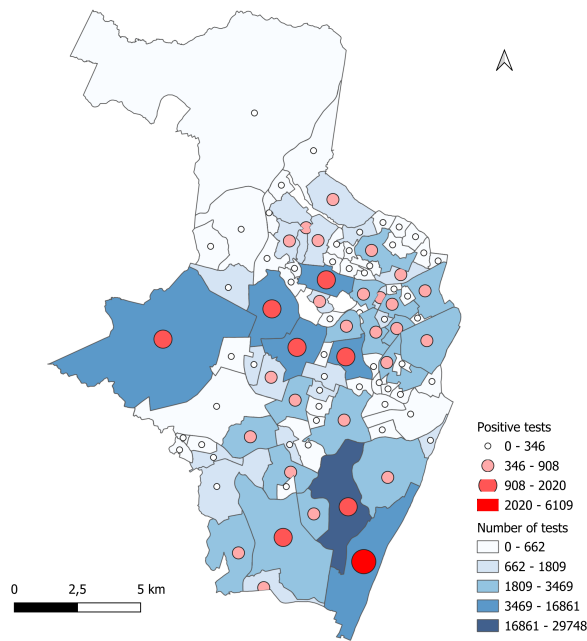 Positive tests
0 - 346
346 - 908
908 - 2020
2020 - 6109
Number of tests
0 - 662
662 - 1809
1809 - 3469
3469 - 16861
16861 - 29748
0 2,5 5 km